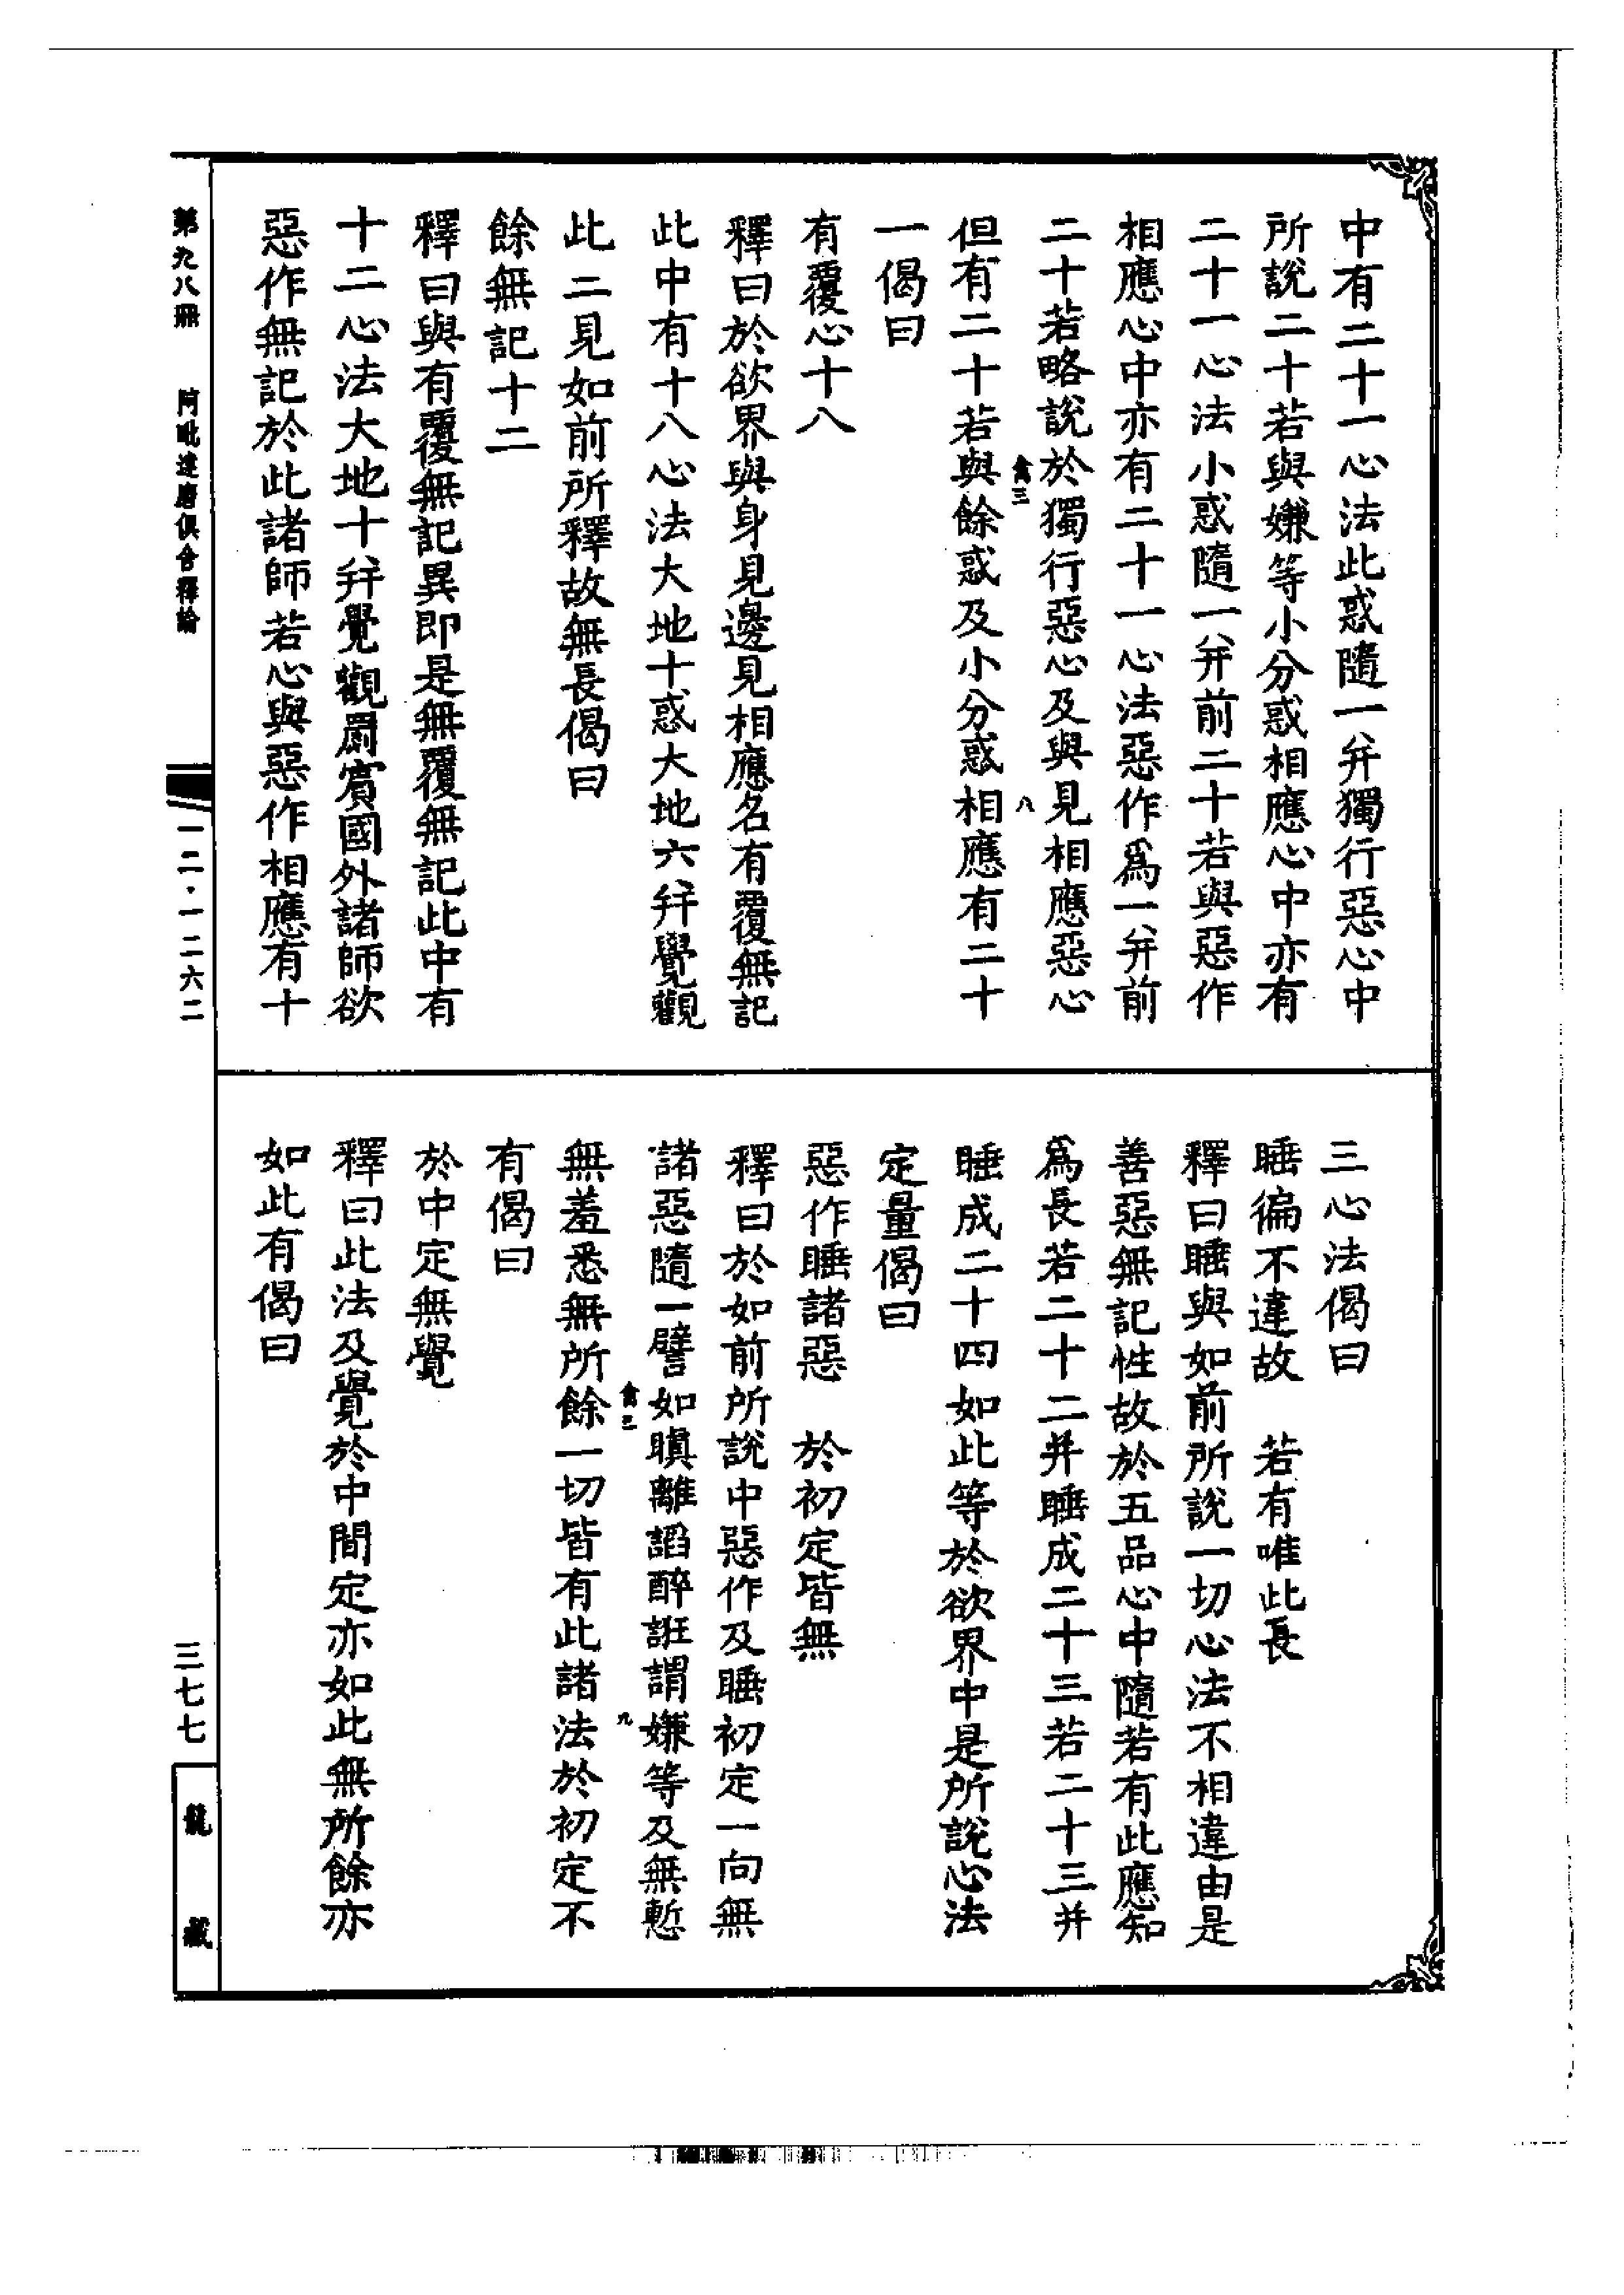 中有二十一心法此惑隨一并獨行惡心中
所說二十若與嫌等小分惑相應心中亦有
二十一心法小惑隨一并前二十若與惡作
相應心中亦有二十一心法惡作爲一并前
二十若略說於獨行惡心及與見相應惡心
禽三 八
但有二十若與餘惑及小分惑相應有二十
一偈曰
有覆心十八
釋曰於欲界與身見邊見相應名有覆無記
此中有十八心法大地十惑大地六并覺觀
此二見如前所釋故無長偈曰
餘無記十二
釋曰與有覆無記異即是無覆無記此中有
十二心法大地十并覺觀罽賓國外諸師欲
惡作無記於此諸師若心與惡作相應有十
三心法偈曰
睡徧不違故 若有唯此長
釋曰睡與如前所說一切心法不相違由是
善惡無記性故於五品心中隨若有此應知
爲長若二十二并睡成二十三若二十三并
睡成二十四如此等於欲界中是所說心法
定量偈曰
惡作睡諸惡 於初定皆無
釋曰於如前所說中惡作及睡初定一向無
諸惡隨一譬如瞋離諂醉誑謂嫌等及無慙
禽三 九
無羞悉無所餘一切皆有此諸法於初定不
有偈曰
於中定無覺
釋曰此法及覺於中間定亦如此無所餘亦
如此有偈曰
第九八冊 阿毗達磨俱舍釋論 一二·一二六二 三七七 龍藏